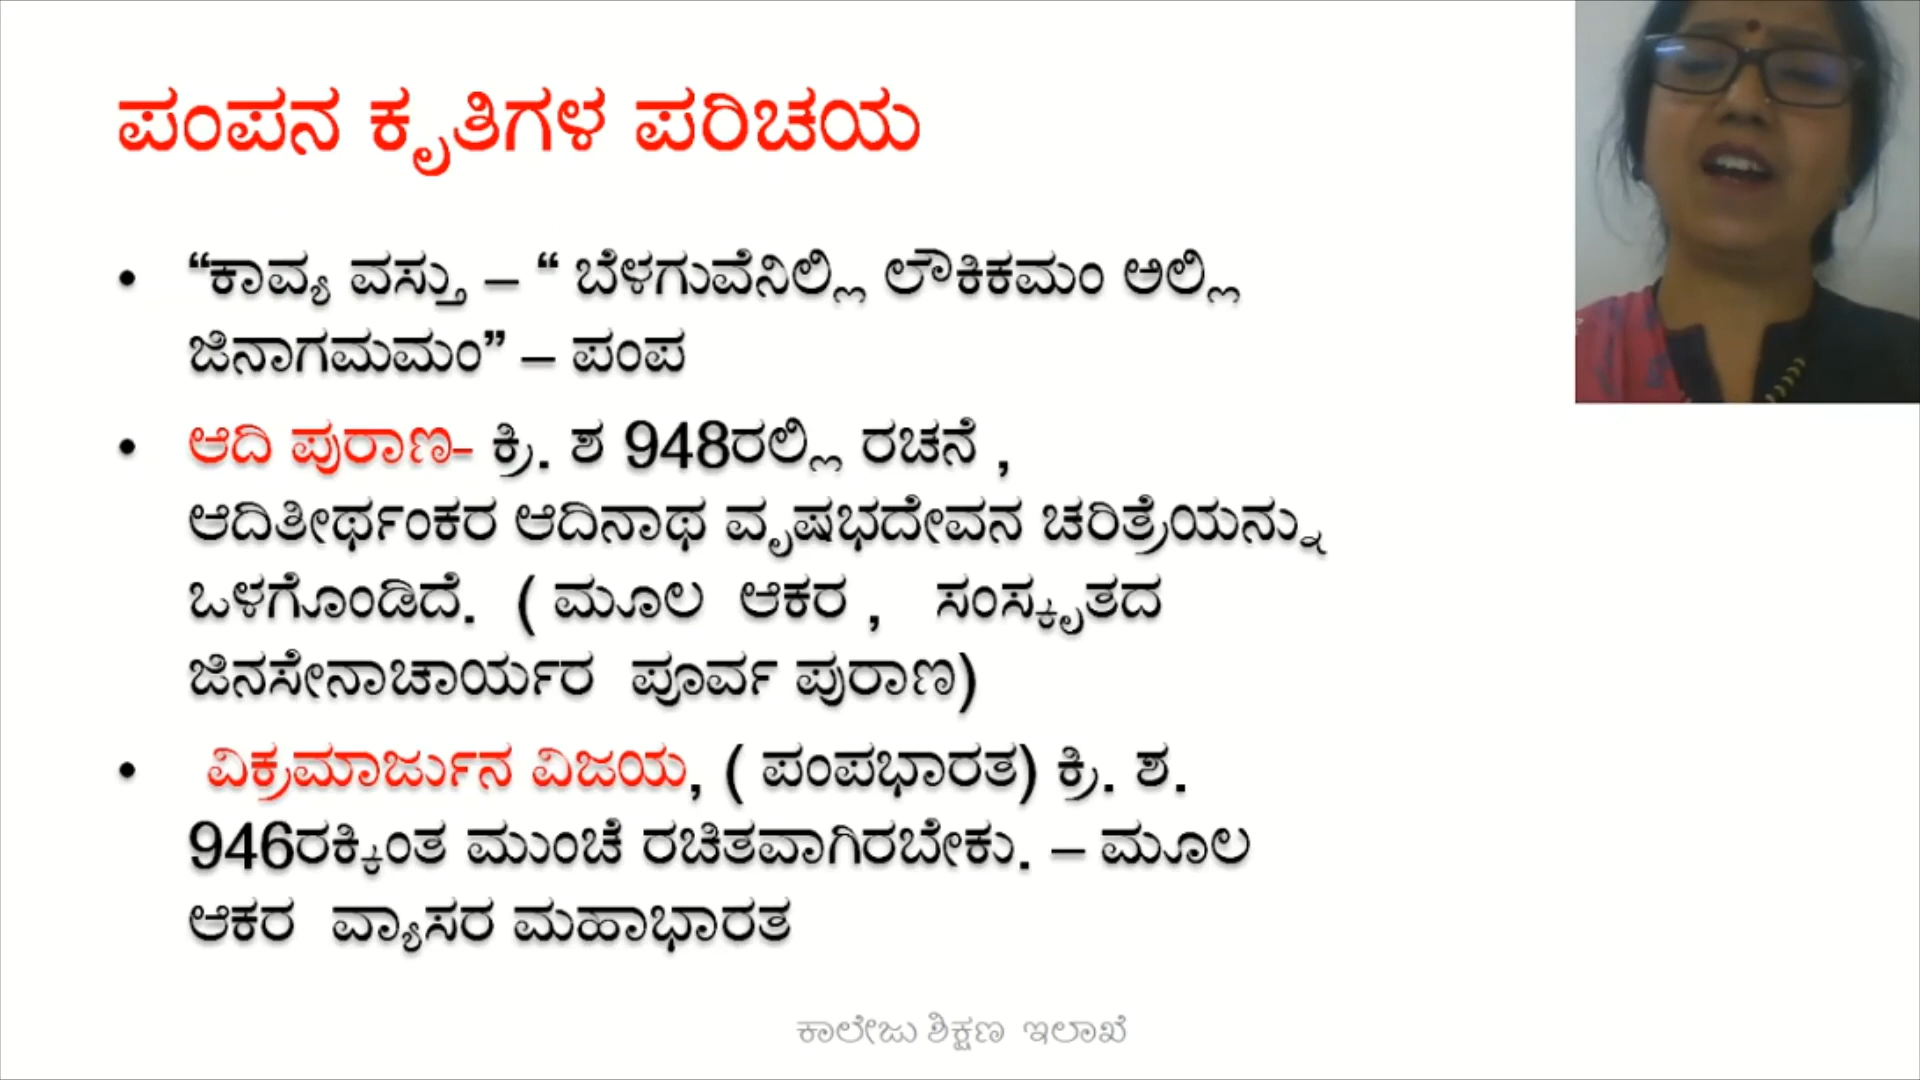 ಪಂಪನ ಕೃತಿಗಳ ಪರಿಚಯ
• “ಕಾವ್ಯ ವಸ್ತು – “ ಬೆಳಗುವೆನಿಲ್ಲಿ ಲೌಕಿಕಮಂ ಅಲ್ಲಿ
ಜಿನಾಗಮಮಂ” – ಪಂಪ
• ಆದಿ ಪುರಾಣ- ಕ್ರಿ. ಶ 948ರಲ್ಲಿ ರಚನೆ ,
ಆದಿತೀರ್ಥಂಕರ ಆದಿನಾಥ ವೃಷಭದೇವನ ಚರಿತ್ರೆಯನ್ನು
ಒಳಗೊಂಡಿದೆ. ( ಮೂಲ ಆಕರ , ಸಂಸ್ಕೃತದ
ಜಿನಸೇನಾಚಾರ್ಯರ ಪೂರ್ವ ಪುರಾಣ)
• ವಿಕ್ರಮಾರ್ಜುನ ವಿಜಯ, ( ಪಂಪಭಾರತ) ಕ್ರಿ. ಶ.
946ರಕ್ಕಿಂತ ಮುಂಚೆ ರಚಿತವಾಗಿರಬೇಕು. – ಮೂಲ
ಆಕರ ವ್ಯಾಸರ ಮಹಾಭಾರತ
ಕಾಲೇಜು ಶಿಕ್ಷಣ ಇಲಾಖೆ